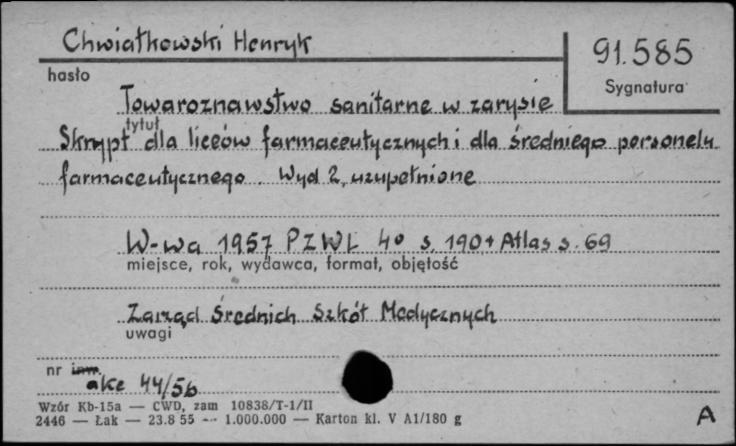 Chwiałkowski Henryk
91.585
hasło
Sygnatura
Towaroznawstwo sanitarne w zarysie
tytuł
Skrypt dla liceów farmaceutycznych i dla średniego personelu
farmaceutycznego. Wyd 2, uzupełnione
W-wa 1957 PZWL 4° s. 190 + Atlas s. 69
miejsce, rok, wydawca, format, objętość
Zarząd Średnich Szkół Medycznych
uwagi
nr inw.
akc 44/56
Wzór Kb-15a — CWD, zam 10838/T-1/II
2446 — Łak — 23.8 55 — 1.000.000 — Karton kl. V A1/180 g
A